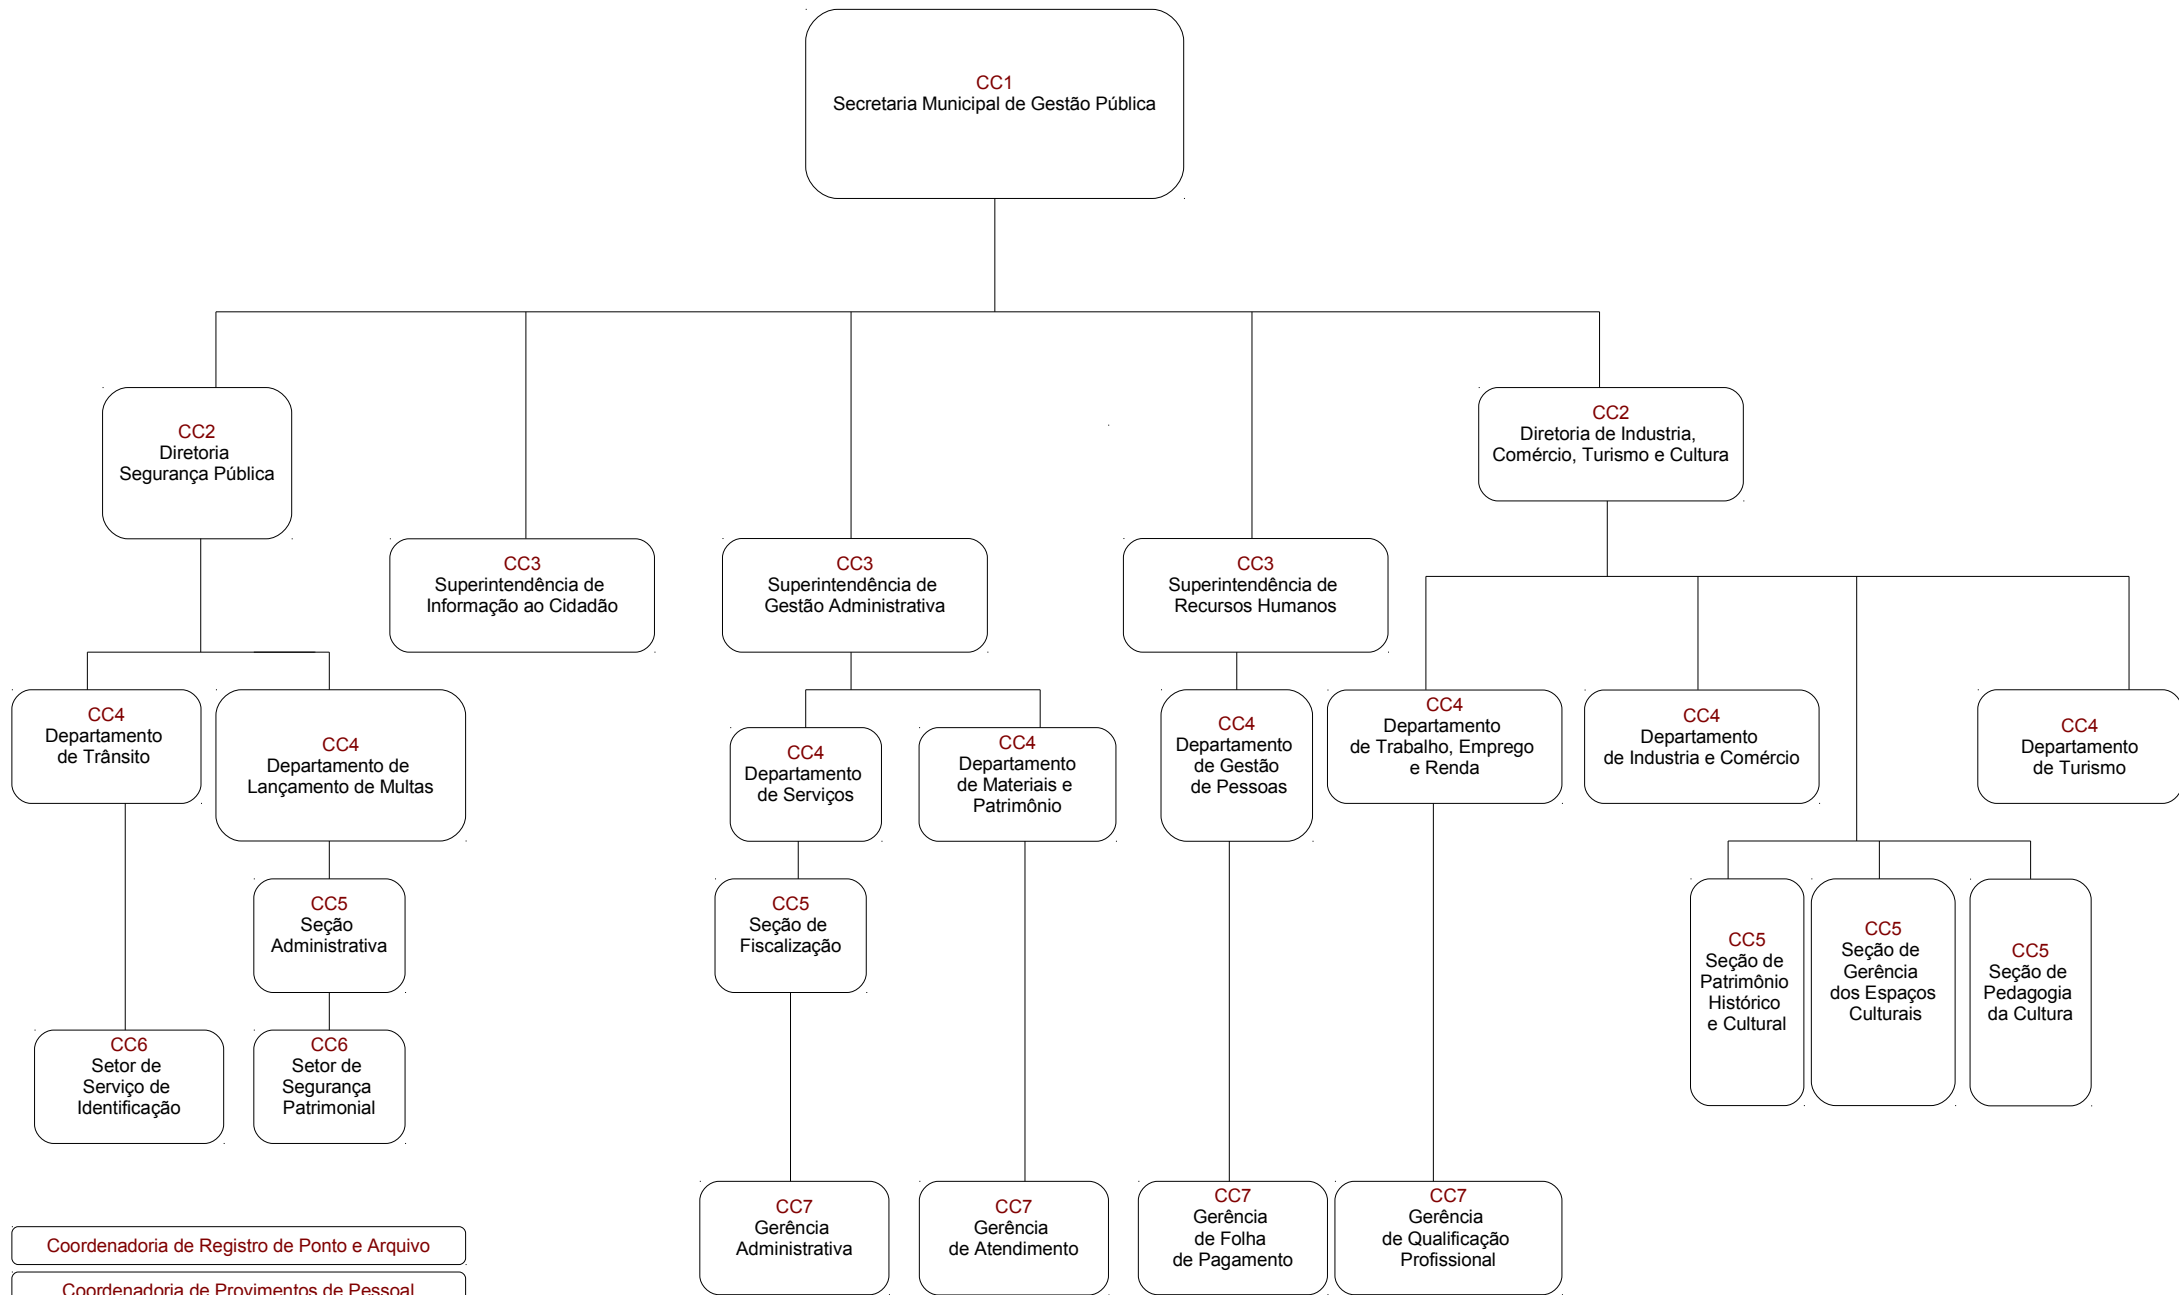 CC1
Secretaria Municipal de Gestão Pública
CC2
Diretoria
Segurança Pública
CC2
Diretoria de Industria,
Comércio, Turismo e Cultura
CC3
Superintendência de
Informação ao Cidadão
CC3
Superintendência de
Gestão Administrativa
CC3
Superintendência de
Recursos Humanos
CC4
Departamento
de Trânsito
CC4
Departamento de
Lançamento de Multas
CC4
Departamento
de Serviços
CC4
Departamento
de Materiais e
Patrimônio
CC4
Departamento
de Gestão
de Pessoas
CC4
Departamento
de Trabalho, Emprego
e Renda
CC4
Departamento
de Industria e Comércio
CC4
Departamento
de Turismo
CC5
Seção
Administrativa
CC5
Seção de
Fiscalização
CC5
Seção de
Patrimônio
Histórico
e Cultural
CC5
Seção de
Gerência
dos Espaços
Culturais
CC5
Seção de
Pedagogia
da Cultura
CC6
Setor de
Serviço de
Identificação
CC6
Setor de
Segurança
Patrimonial
CC7
Gerência
Administrativa
CC7
Gerência
de Atendimento
CC7
Gerência
de Folha
de Pagamento
CC7
Gerência
de Qualificação
Profissional
Coordenadoria de Registro de Ponto e Arquivo
Coordenadoria de Provimentos de Pessoal